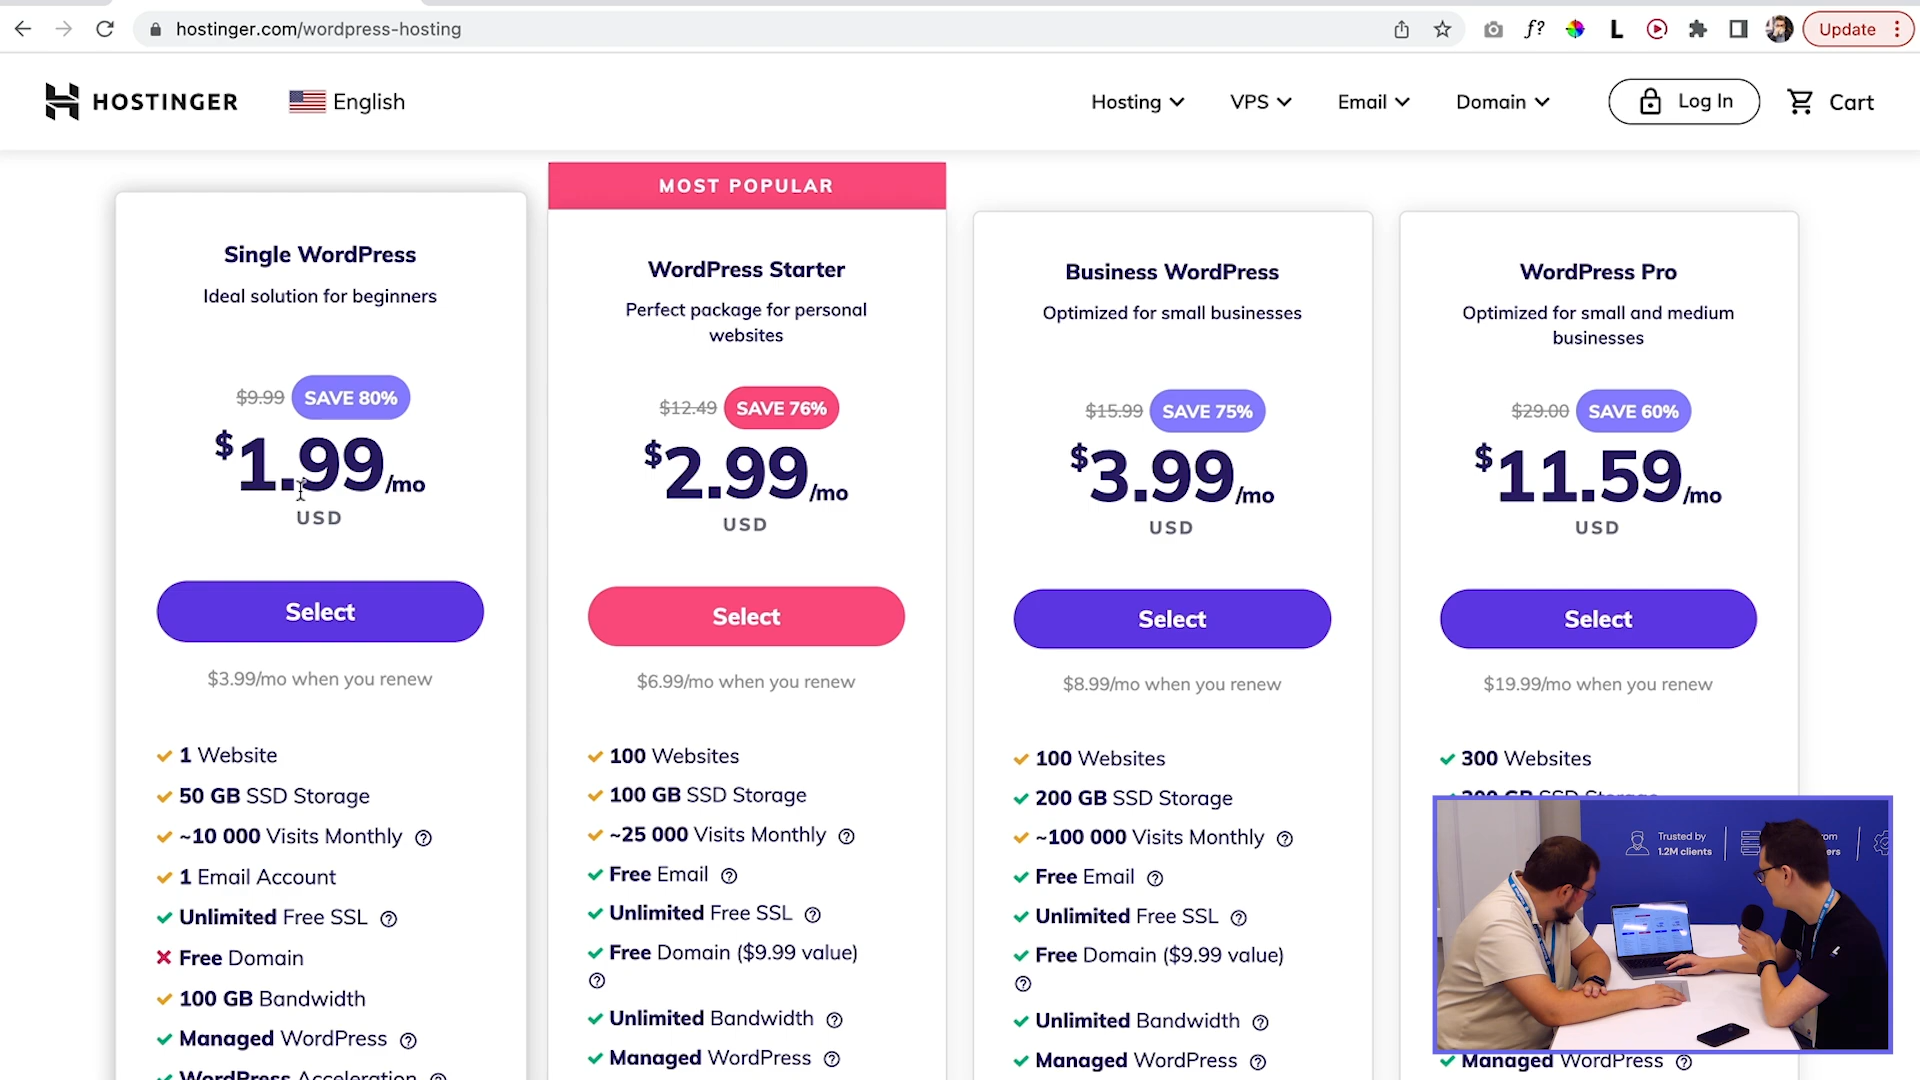 hostinger.com/wordpress-hosting
f?
L
Update
HOSTINGER
English
Hosting
VPS
Email
Domain
Log In
Cart
MOST POPULAR
Single WordPress
Ideal solution for beginners
$9.99
SAVE 80%
$1.99/mo
USD
Select
$3.99/mo when you renew
1 Website
50 GB SSD Storage
~10 000 Visits Monthly
1 Email Account
Unlimited Free SSL
Free Domain
100 GB Bandwidth
Managed WordPress
WordPress Acceleration
WordPress Starter
Perfect package for personal
websites
$12.49
SAVE 76%
$2.99/mo
USD
Select
$6.99/mo when you renew
100 Websites
100 GB SSD Storage
~25 000 Visits Monthly
Free Email
Unlimited Free SSL
Free Domain ($9.99 value)
Unlimited Bandwidth
Managed WordPress
Business WordPress
Optimized for small businesses
$15.99
SAVE 75%
$3.99/mo
USD
Select
$8.99/mo when you renew
100 Websites
200 GB SSD Storage
~100 000 Visits Monthly
Free Email
Unlimited Free SSL
Free Domain ($9.99 value)
Unlimited Bandwidth
Managed WordPress
WordPress Pro
Optimized for small and medium
businesses
$29.00
SAVE 60%
$11.59/mo
USD
Select
$19.99/mo when you renew
300 Websites
Managed WordPress
Trusted by
1.2M clients